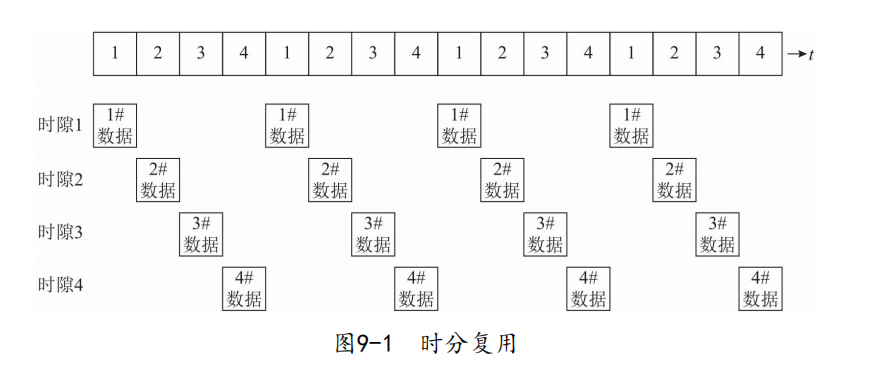 1 2 3 4 1 2 3 4 1 2 3 4 1 2 3 4 t
时隙1 1#数据 1#数据 1#数据 1#数据
时隙2 2#数据 2#数据 2#数据 2#数据
时隙3 3#数据 3#数据 3#数据 3#数据
时隙4 4#数据 4#数据 4#数据 4#数据
图9-1 时分复用